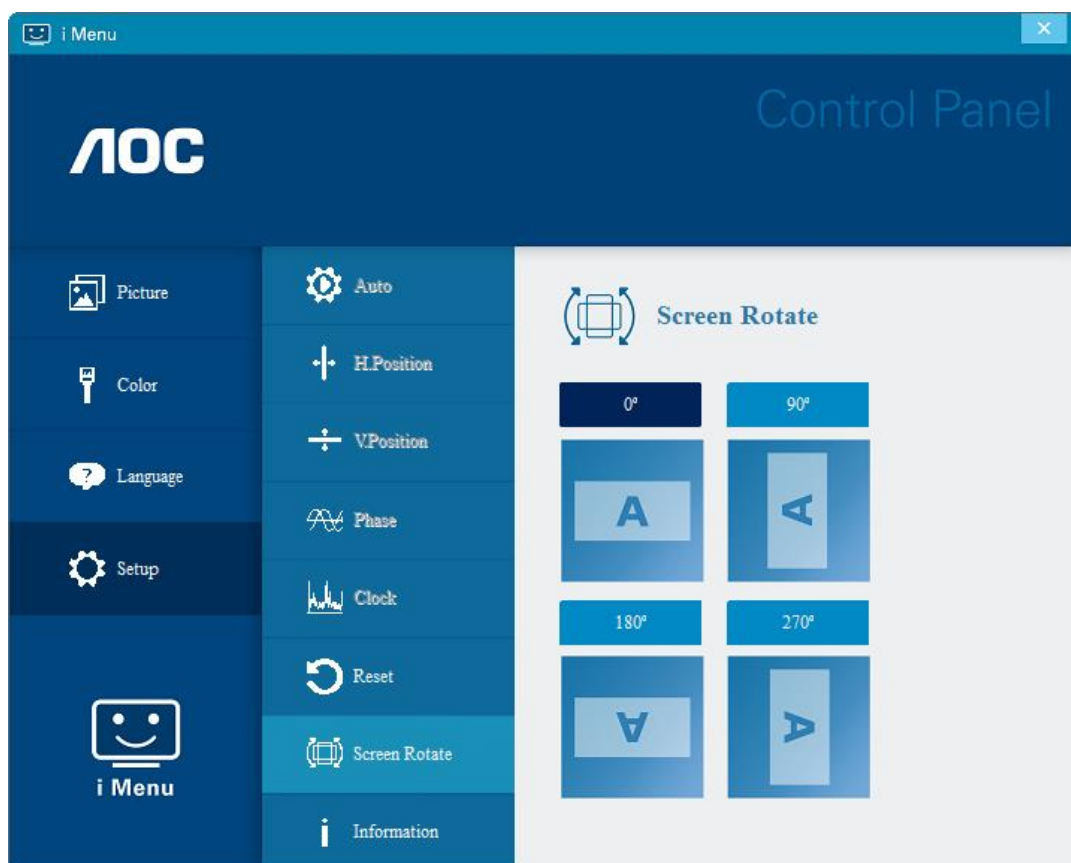 i Menu
Control Panel
AOC
Picture
Color
Language
Setup
i Menu
Auto
H.Position
V.Position
Phase
Clock
Reset
Screen Rotate
Information
Screen Rotate
0°
90°
A
A
180°
270°
A
A